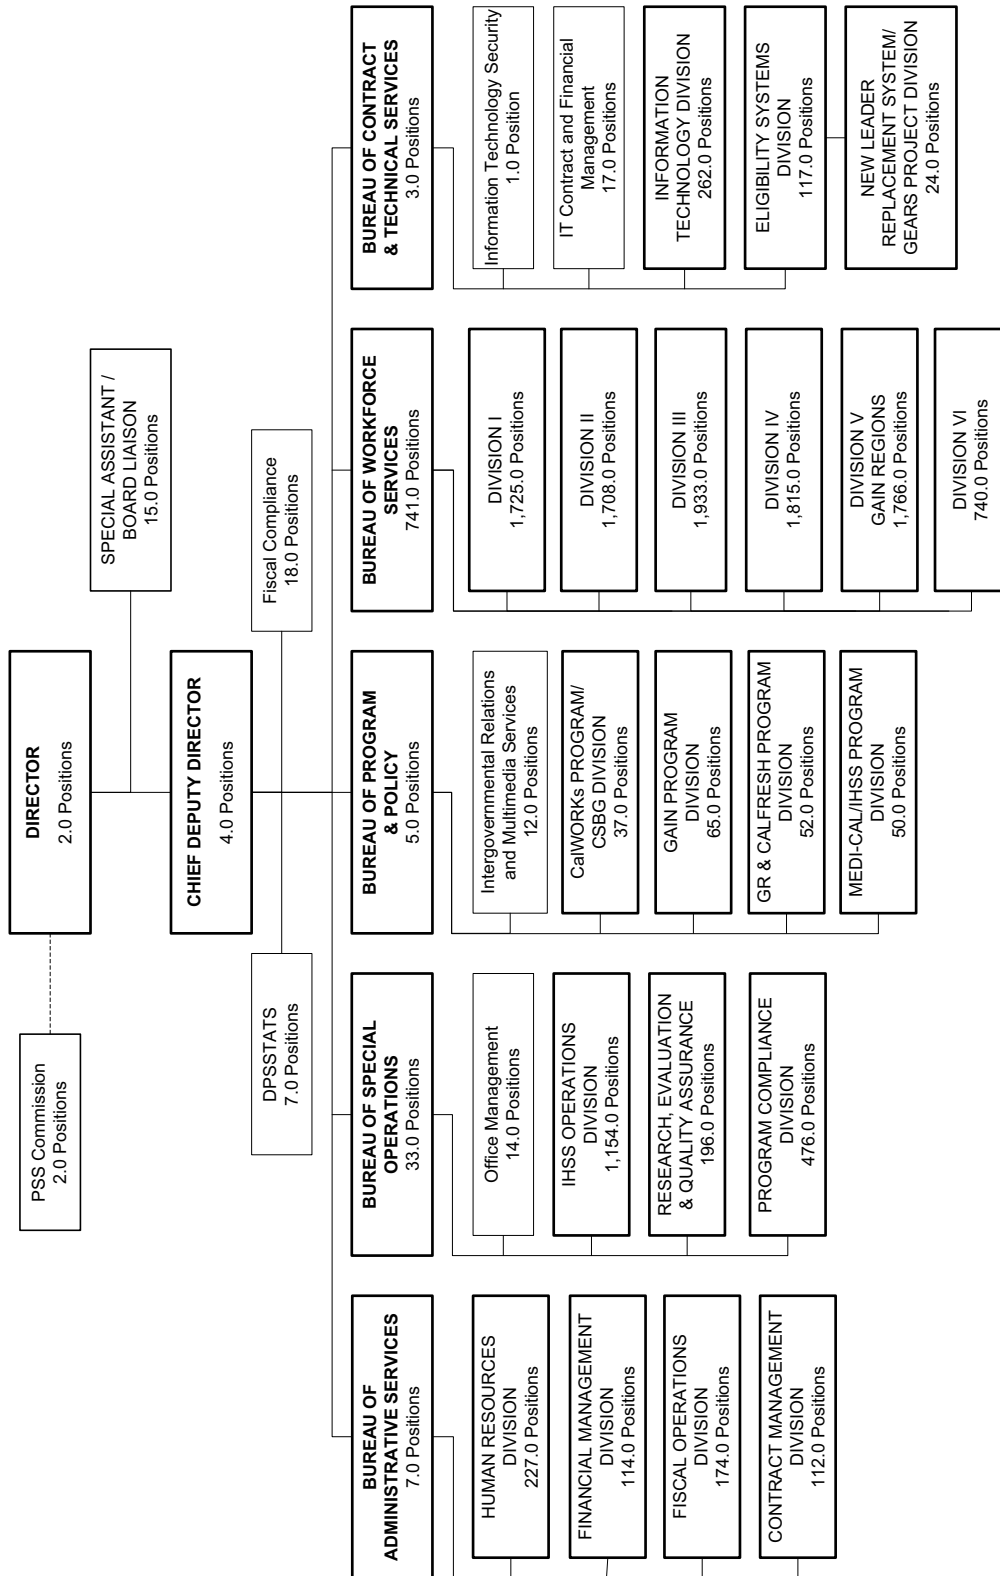 DIRECTOR
2.0 Positions
PSS Commission
2.0 Positions
SPECIAL ASSISTANT /
BOARD LIAISON
15.0 Positions
CHIEF DEPUTY DIRECTOR
4.0 Positions
DPSSTATS
7.0 Positions
Fiscal Compliance
18.0 Positions
BUREAU OF
ADMINISTRATIVE SERVICES
7.0 Positions
HUMAN RESOURCES
DIVISION
227.0 Positions
FINANCIAL MANAGEMENT
DIVISION
114.0 Positions
FISCAL OPERATIONS
DIVISION
174.0 Positions
CONTRACT MANAGEMENT
DIVISION
112.0 Positions
BUREAU OF SPECIAL
OPERATIONS
33.0 Positions
Office Management
14.0 Positions
IHSS OPERATIONS
DIVISION
1,154.0 Positions
RESEARCH, EVALUATION
& QUALITY ASSURANCE
196.0 Positions
PROGRAM COMPLIANCE
DIVISION
476.0 Positions
BUREAU OF PROGRAM
& POLICY
5.0 Positions
Intergovernmental Relations
and Multimedia Services
12.0 Positions
CalWORKs PROGRAM/
CSBG DIVISION
37.0 Positions
GAIN PROGRAM
DIVISION
65.0 Positions
GR & CALFRESH PROGRAM
DIVISION
52.0 Positions
MEDI-CAL/IHSS PROGRAM
DIVISION
50.0 Positions
BUREAU OF WORKFORCE
SERVICES
741.0 Positions
DIVISION I
1,725.0 Positions
DIVISION II
1,708.0 Positions
DIVISION III
1,933.0 Positions
DIVISION IV
1,815.0 Positions
DIVISION V
GAIN REGIONS
1,766.0 Positions
DIVISION VI
740.0 Positions
BUREAU OF CONTRACT
& TECHNICAL SERVICES
3.0 Positions
Information Technology Security
1.0 Position
IT Contract and Financial
Management
17.0 Positions
INFORMATION
TECHNOLOGY DIVISION
262.0 Positions
ELIGIBILITY SYSTEMS
DIVISION
117.0 Positions
NEW LEADER
REPLACEMENT SYSTEM/
GEARS PROJECT DIVISION
24.0 Positions